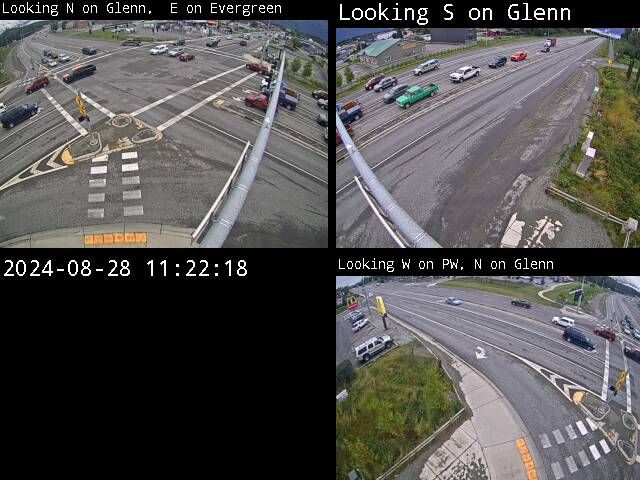 Looking N on Glenn,  E on Evergreen
Looking S on Glenn
2024-08-28 11:22:18
Looking W on PW, N on Glenn